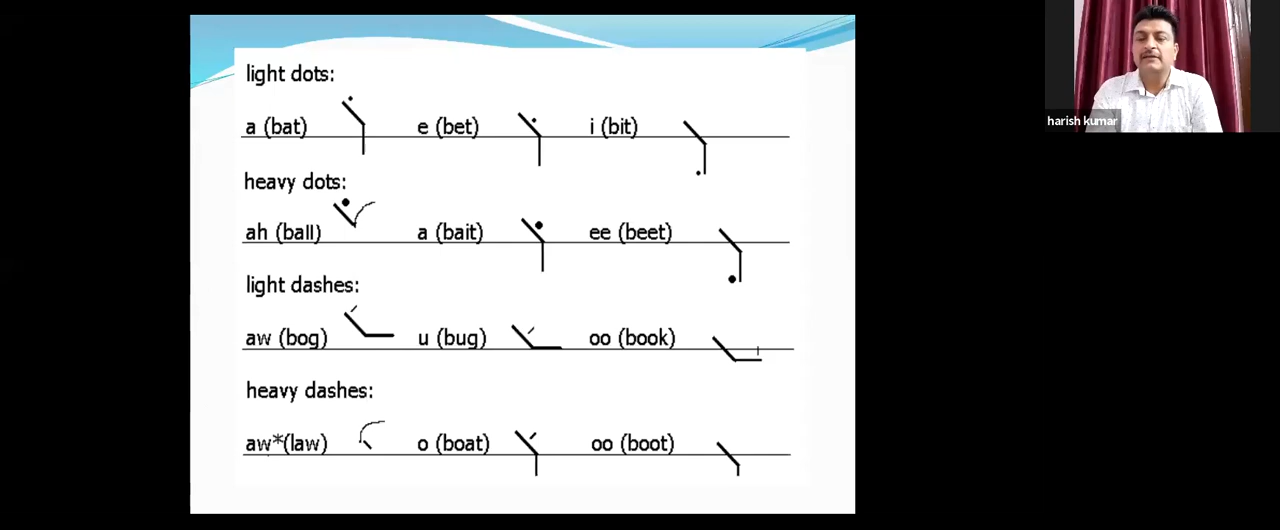 light dots:
a (bat) e (bet) i (bit)
heavy dots:
ah (ball) a (bait) ee (beet)
light dashes:
aw (bog) u (bug) oo (book)
heavy dashes:
aw*(law) o (boat) oo (boot)
harish kumar